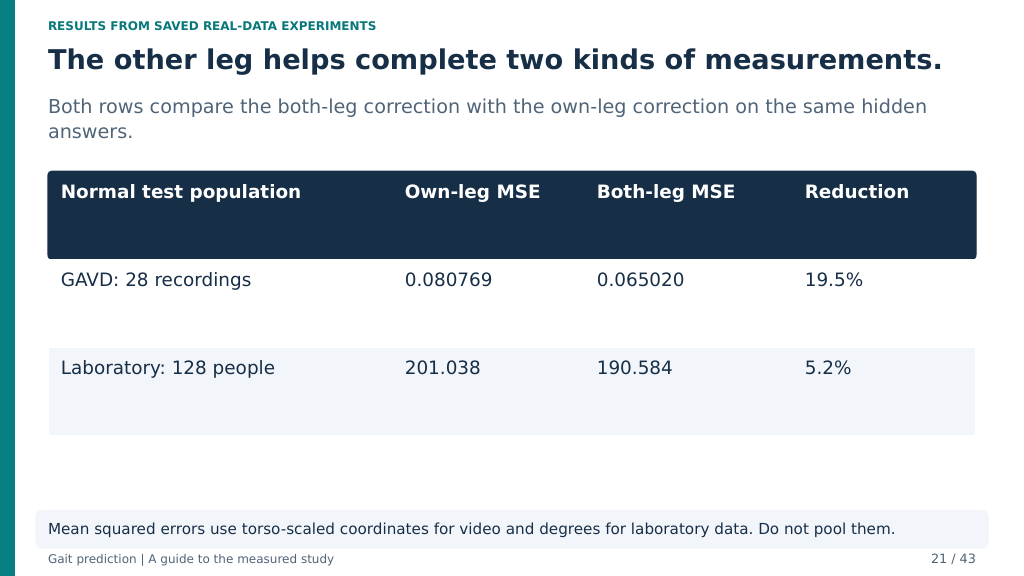 RESULTS FROM SAVED REAL-DATA EXPERIMENTS
The other leg helps complete two kinds of measurements.
Both rows compare the both-leg correction with the own-leg correction on the same hidden
answers.
Normal test population Own-leg MSE Both-leg MSE Reduction
GAVD: 28 recordings 0.080769 0.065020 19.5%
Laboratory: 128 people 201.038 190.584 5.2%
Mean squared errors use torso-scaled coordinates for video and degrees for laboratory data. Do not pool them.
Gait prediction | A guide to the measured study 21 / 43